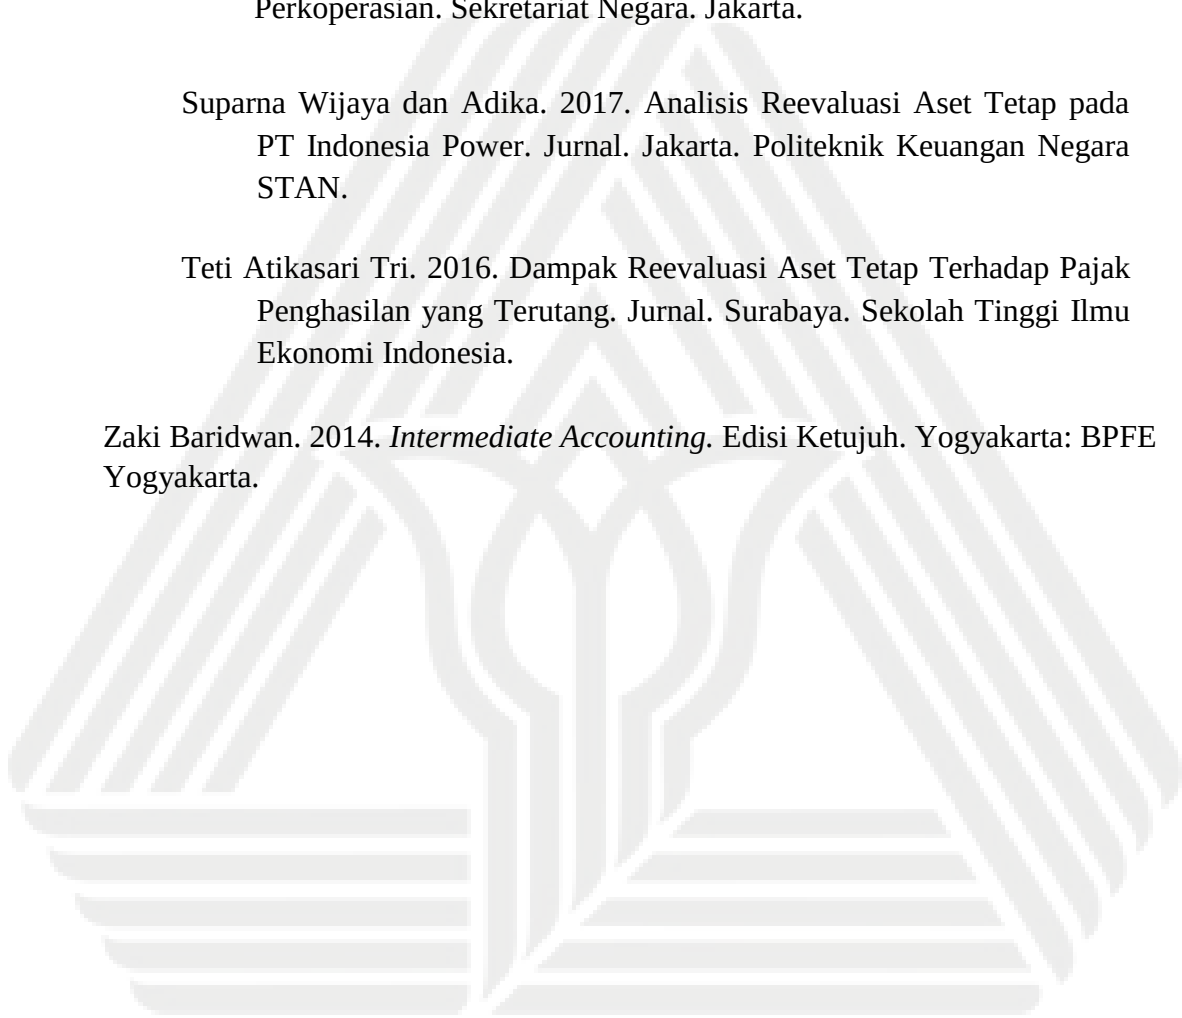 Perkoperasian. Sekretariat Negara. Jakarta.
Suparna Wijaya dan Adika. 2017. Analisis Reevaluasi Aset Tetap pada
PT Indonesia Power. Jurnal. Jakarta. Politeknik Keuangan Negara
STAN.
Teti Atikasari Tri. 2016. Dampak Reevaluasi Aset Tetap Terhadap Pajak
Penghasilan yang Terutang. Jurnal. Surabaya. Sekolah Tinggi Ilmu
Ekonomi Indonesia.
Zaki Baridwan. 2014. Intermediate Accounting. Edisi Ketujuh. Yogyakarta: BPFE
Yogyakarta.